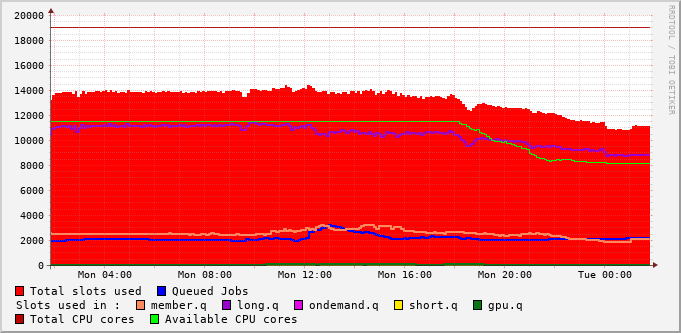 20000
18000
16000
14000
12000
10000
8000
6000
4000
2000
0
Mon 04:00 Mon 08:00 Mon 12:00 Mon 16:00 Mon 20:00 Tue 00:00
Total slots used Queued Jobs
Slots used in : member.q long.q ondemand.q short.q gpu.q
Total CPU cores Available CPU cores
RRDTOOL / TOBI OETIKER